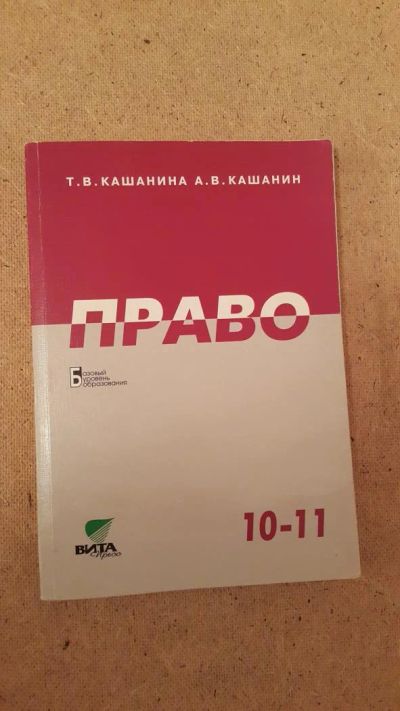 Т.В.КАШАНИНА А.В.КАШАНИН
ПРАВО
Базовый
уровень
образования
10-11
ВИТА
Пресс